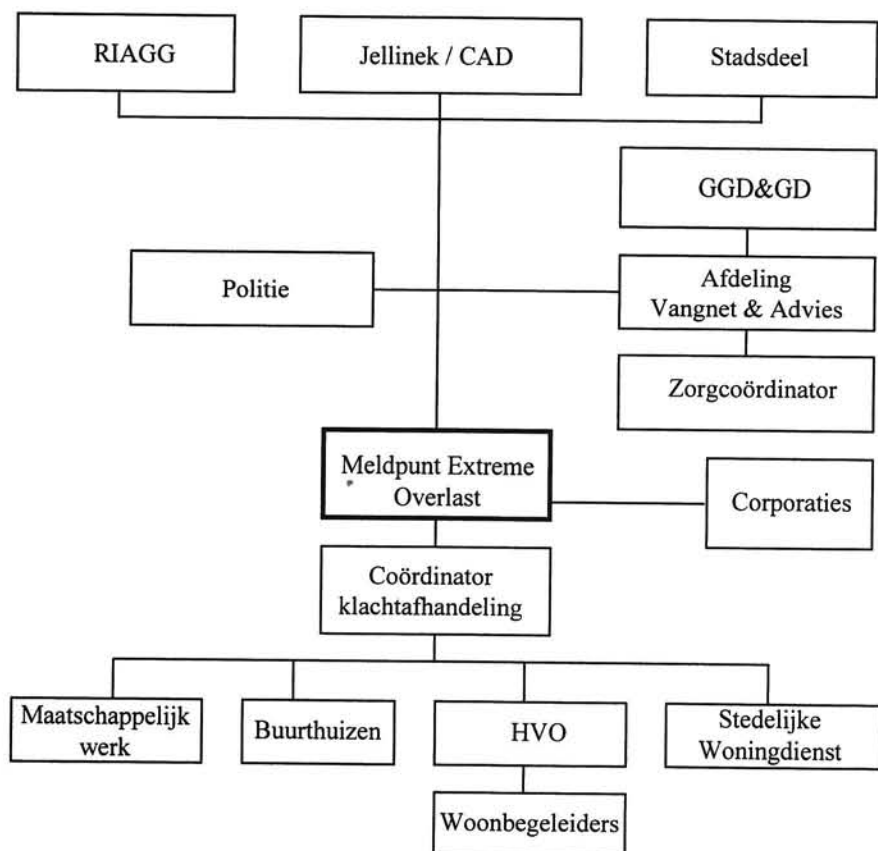 RIAGG
Jellinek / CAD
Stadsdeel
GGD&GD
Politie
Afdeling
Vangnet & Advies
Zorgcoördinator
Meldpunt Extreme
Overlast
Corporaties
Coördinator
klachtafhandeling
Maatschappelijk
werk
Buurthuizen
HVO
Stedelijke
Woningdienst
Woonbegeleiders